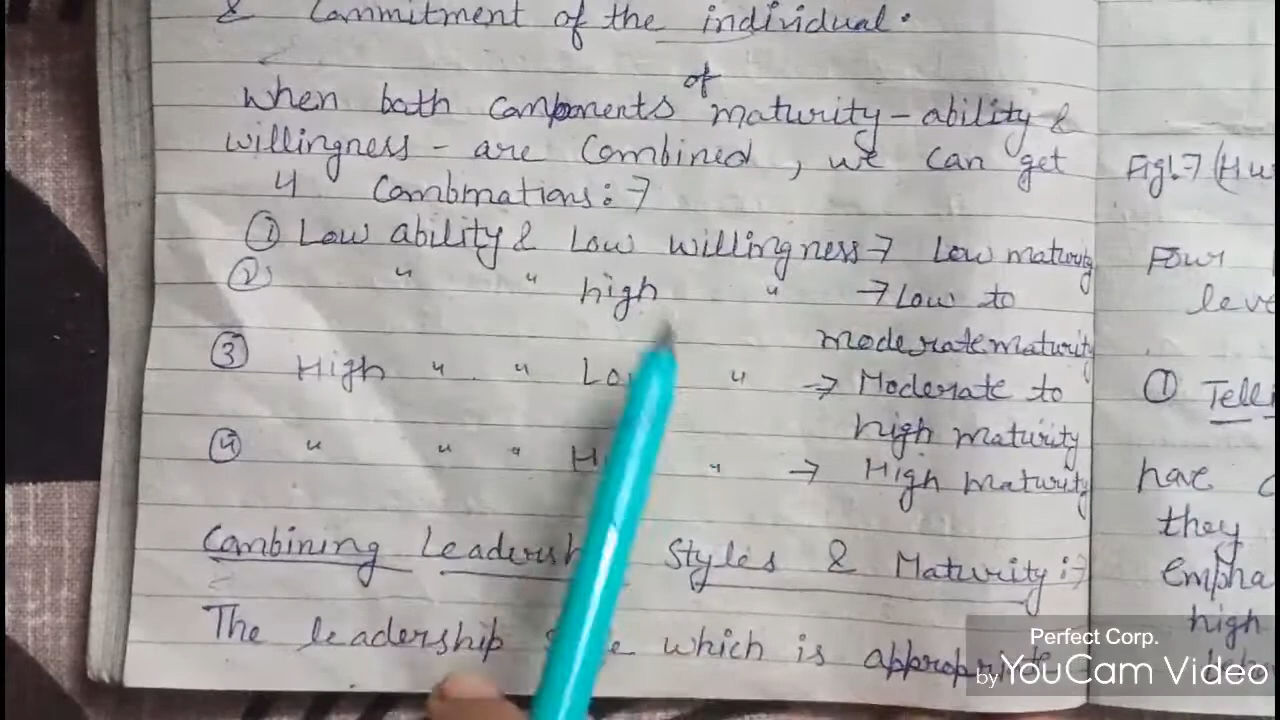 & Commitment of the individual.
of
when both components maturity - ability &
willingness - are combined, we can get
4 Combinations:→
① Low ability & Low willingness → Low maturity
② " " high " → Low to
moderate maturity
③ High " " Lo " → Moderate to
high maturity
④ " " " Hi " → High maturity
Combining Leadersh Styles & Maturity:→
The leadership which is appropriate
Fig.7 (Hu
Four
leve
① Tell
have
they
empha
high
Perfect Corp.
by YouCam Video